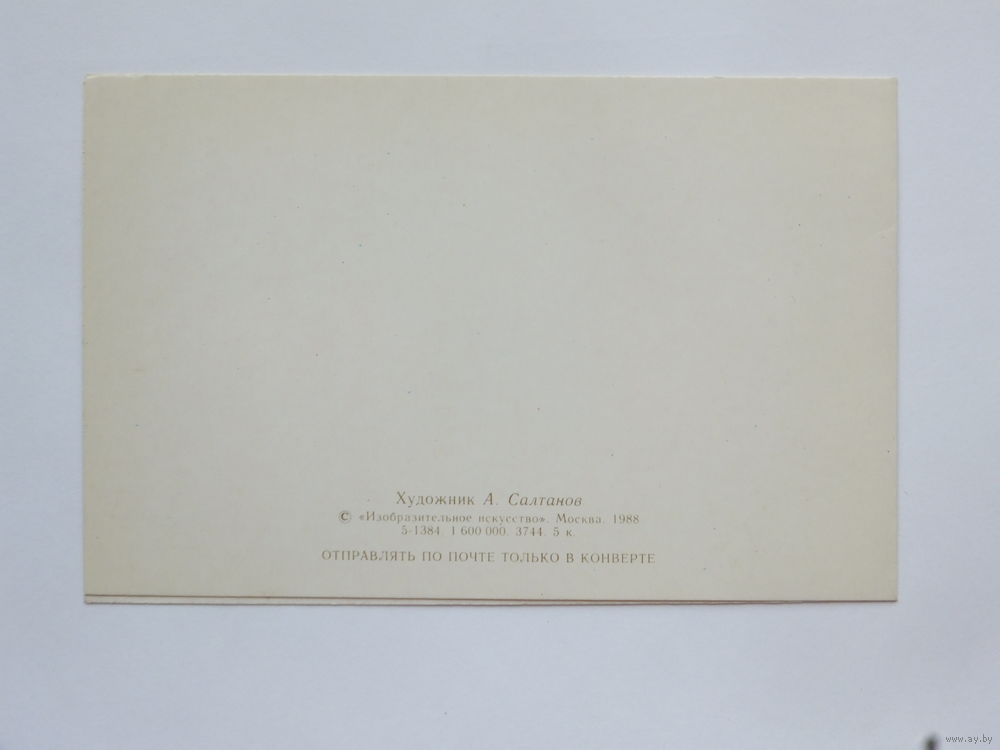 Художник А. Салтанов
© «Изобразительное искусство». Москва. 1988
5-1384. 1 600 000. 3744. 5 к.
ОТПРАВЛЯТЬ ПО ПОЧТЕ ТОЛЬКО В КОНВЕРТЕ
www.ay.by